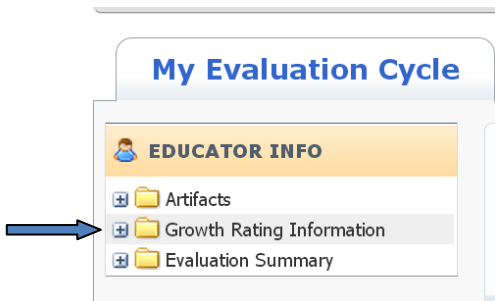 My Evaluation Cycle
EDUCATOR INFO
Artifacts
Growth Rating Information
Evaluation Summary